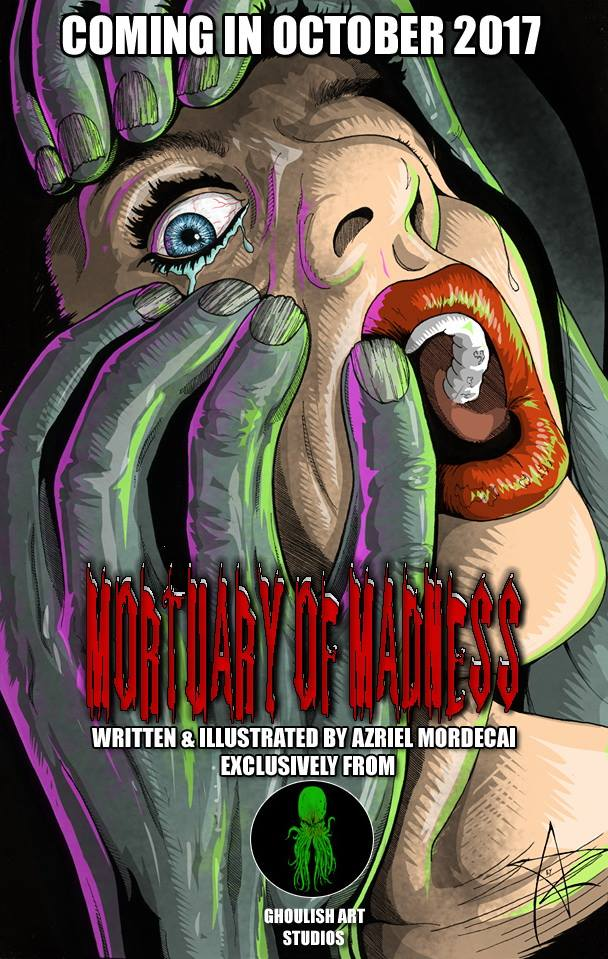 COMING IN OCTOBER 2017
MORTUARY OF MADNESS
WRITTEN & ILLUSTRATED BY AZRIEL MORDECAI
EXCLUSIVELY FROM
GHOULISH ART
STUDIOS